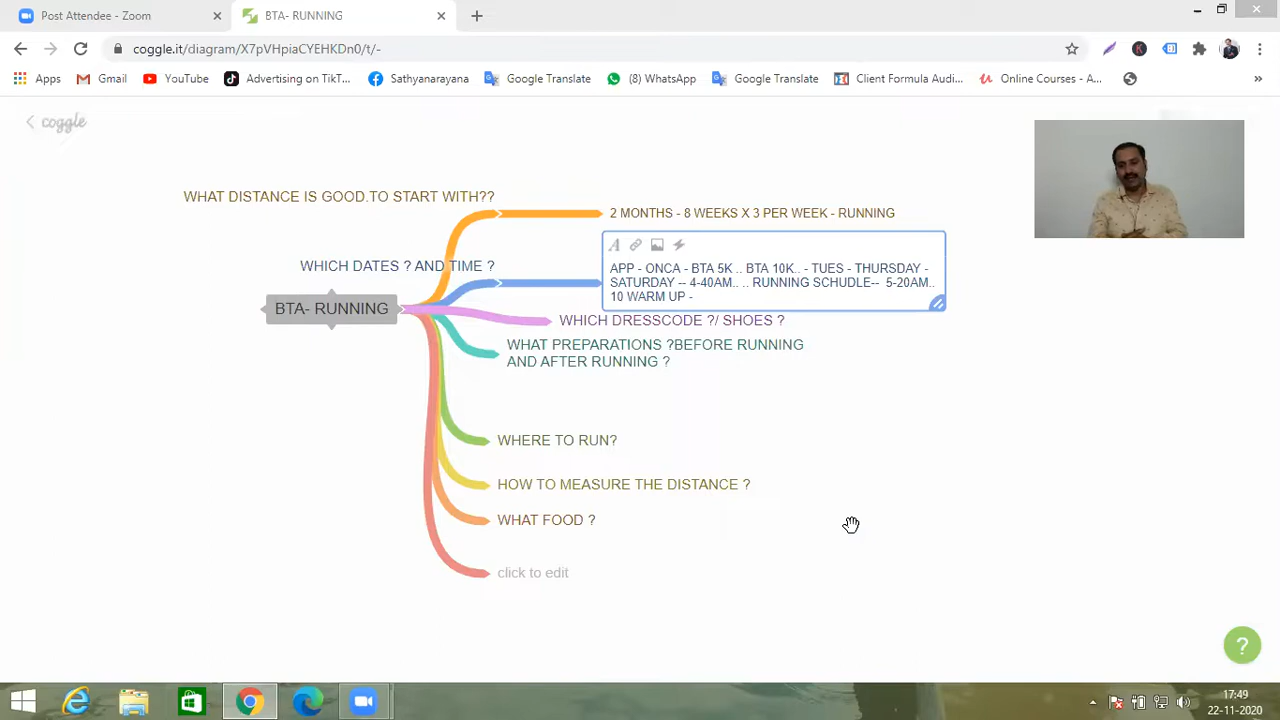 Post Attendee - Zoom
BTA- RUNNING
coggle.it/diagram/X7pVHpiaCYEHKDn0/t/-
Apps
Gmail
YouTube
Advertising on TikT...
Sathyanarayana
Google Translate
(8) WhatsApp
Google Translate
Client Formula Audi...
Online Courses - A...
»
coggle
WHAT DISTANCE IS GOOD.TO START WITH??
2 MONTHS - 8 WEEKS X 3 PER WEEK - RUNNING
WHICH DATES ? AND TIME ?
APP - ONCA - BTA 5K .. BTA 10K.. - TUES - THURSDAY -
SATURDAY -- 4-40AM.. .. RUNNING SCHUDLE-- 5-20AM..
10 WARM UP -
BTA- RUNNING
WHICH DRESSCODE ?/ SHOES ?
WHAT PREPARATIONS ?BEFORE RUNNING
AND AFTER RUNNING ?
WHERE TO RUN?
HOW TO MEASURE THE DISTANCE ?
WHAT FOOD ?
click to edit
?
17:49
22-11-2020